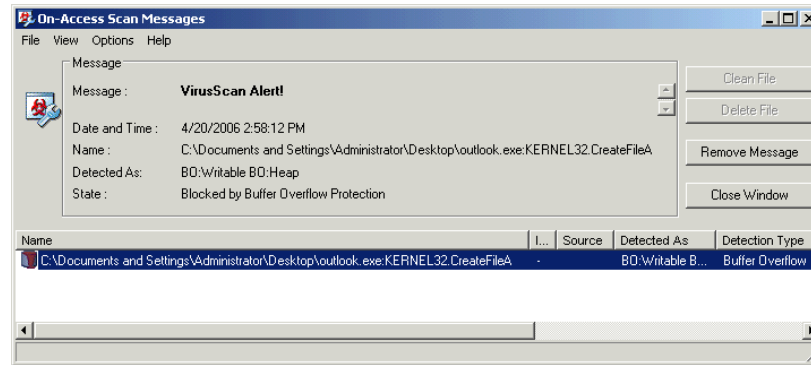 On-Access Scan Messages
File View Options Help
Message
Message : VirusScan Alert!
Date and Time : 4/20/2006 2:58:12 PM
Name : C:\Documents and Settings\Administrator\Desktop\outlook.exe:KERNEL32.CreateFileA
Detected As: BO:Writable BO:Heap
State : Blocked by Buffer Overflow Protection
Clean File
Delete File
Remove Message
Close Window
Name I... Source Detected As Detection Type
C:\Documents and Settings\Administrator\Desktop\outlook.exe:KERNEL32.CreateFileA - BO:Writable B... Buffer Overflow